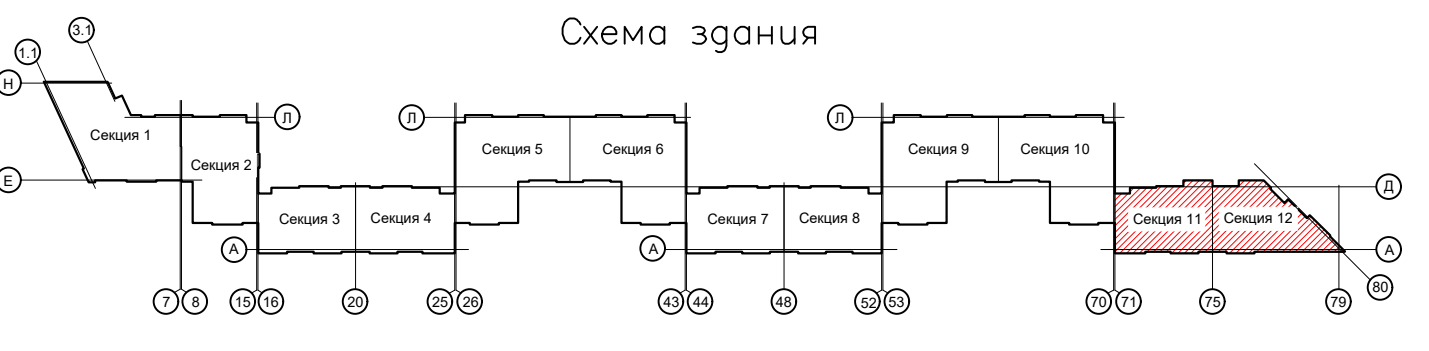 Схема здания
3.1
1.1
Н
Л
Л
Л
Секция 1
Секция 2
Секция 5
Секция 6
Секция 9
Секция 10
Е
Д
Секция 3
Секция 4
Секция 7
Секция 8
Секция 11
Секция 12
А
А
А
7
8
15
16
20
25
26
43
44
48
52
53
70
71
75
79
80